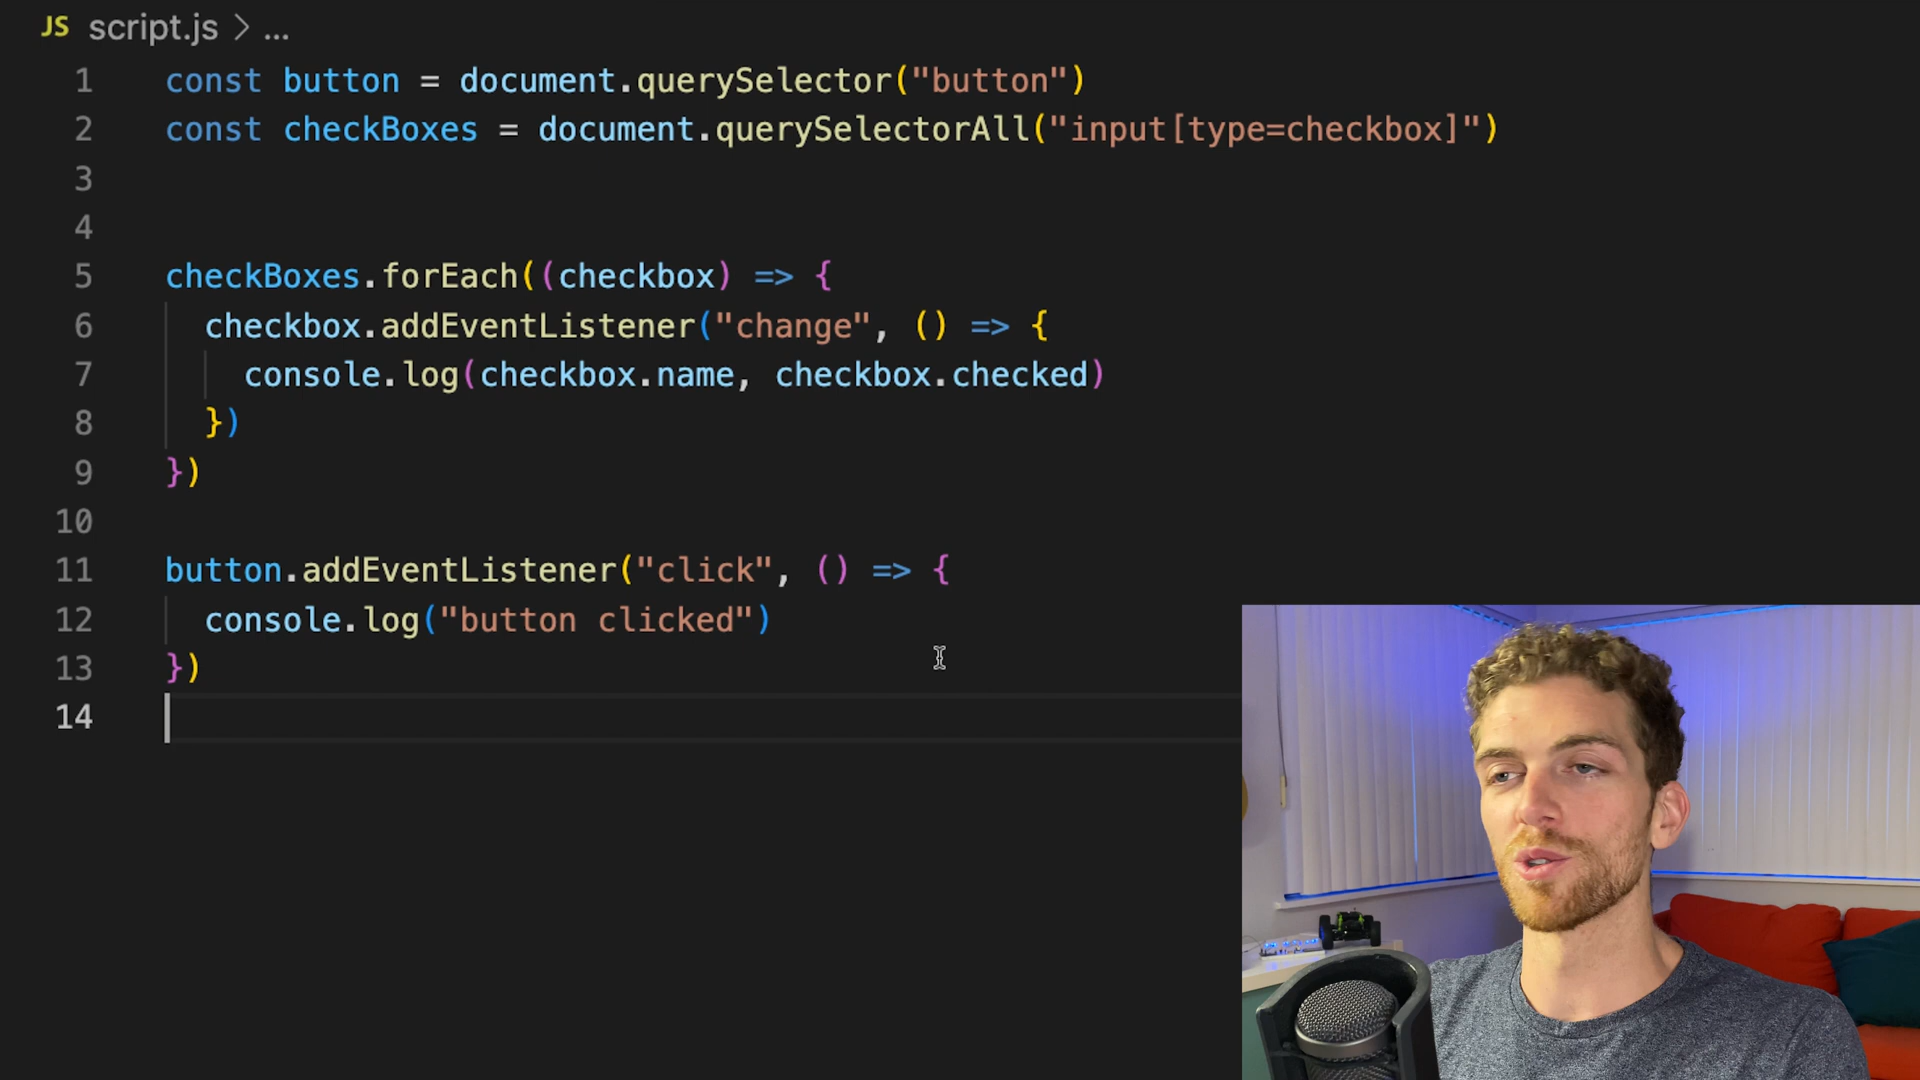 JS script.js > ...
1 const button = document.querySelector("button")
2 const checkBoxes = document.querySelectorAll("input[type=checkbox]")
3
4
5 checkBoxes.forEach((checkbox) => {
6   checkbox.addEventListener("change", () => {
7     console.log(checkbox.name, checkbox.checked)
8   })
9 })
10
11 button.addEventListener("click", () => {
12   console.log("button clicked")
13 })
14